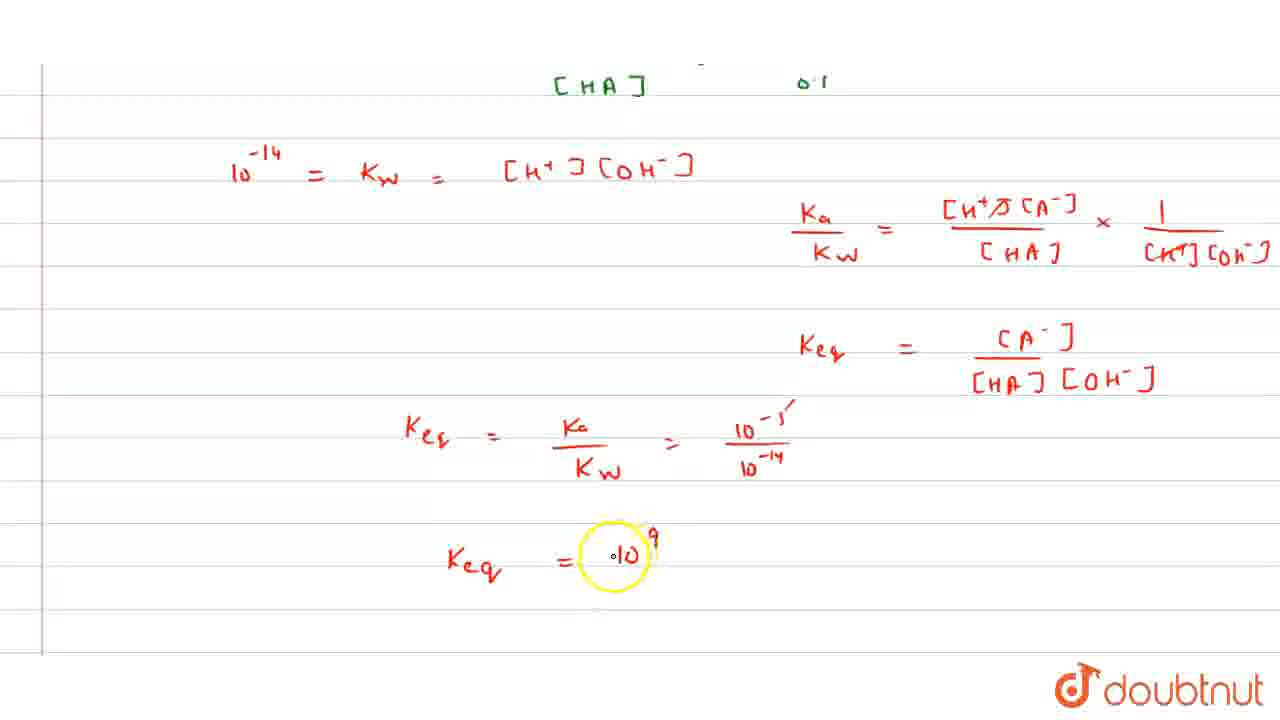 [HA] 0.1
10^-14 = Kw = [H+][OH-]
Ka/Kw = [H+][A-]/[HA] × 1/[H+][OH-]
Keq = [A-]/[HA][OH-]
Keq = Ka/Kw = 10^-5/10^-14
Keq = 10^9
doubtnut